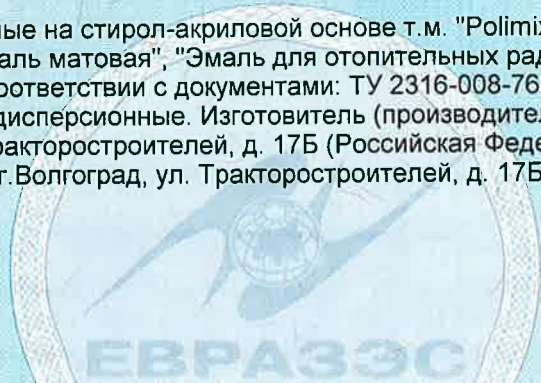 ные на стирол-акриловой основе т.м. "Polimix
аль матовая", "Эмаль для отопительных рад
оответствии с документами: ТУ 2316-008-76
дисперсионные. Изготовитель (производител
ракторостроителей, д. 17Б (Российская Феде
г.Волгоград, ул. Тракторостроителей, д. 17Б
ЕВРАЗЭС